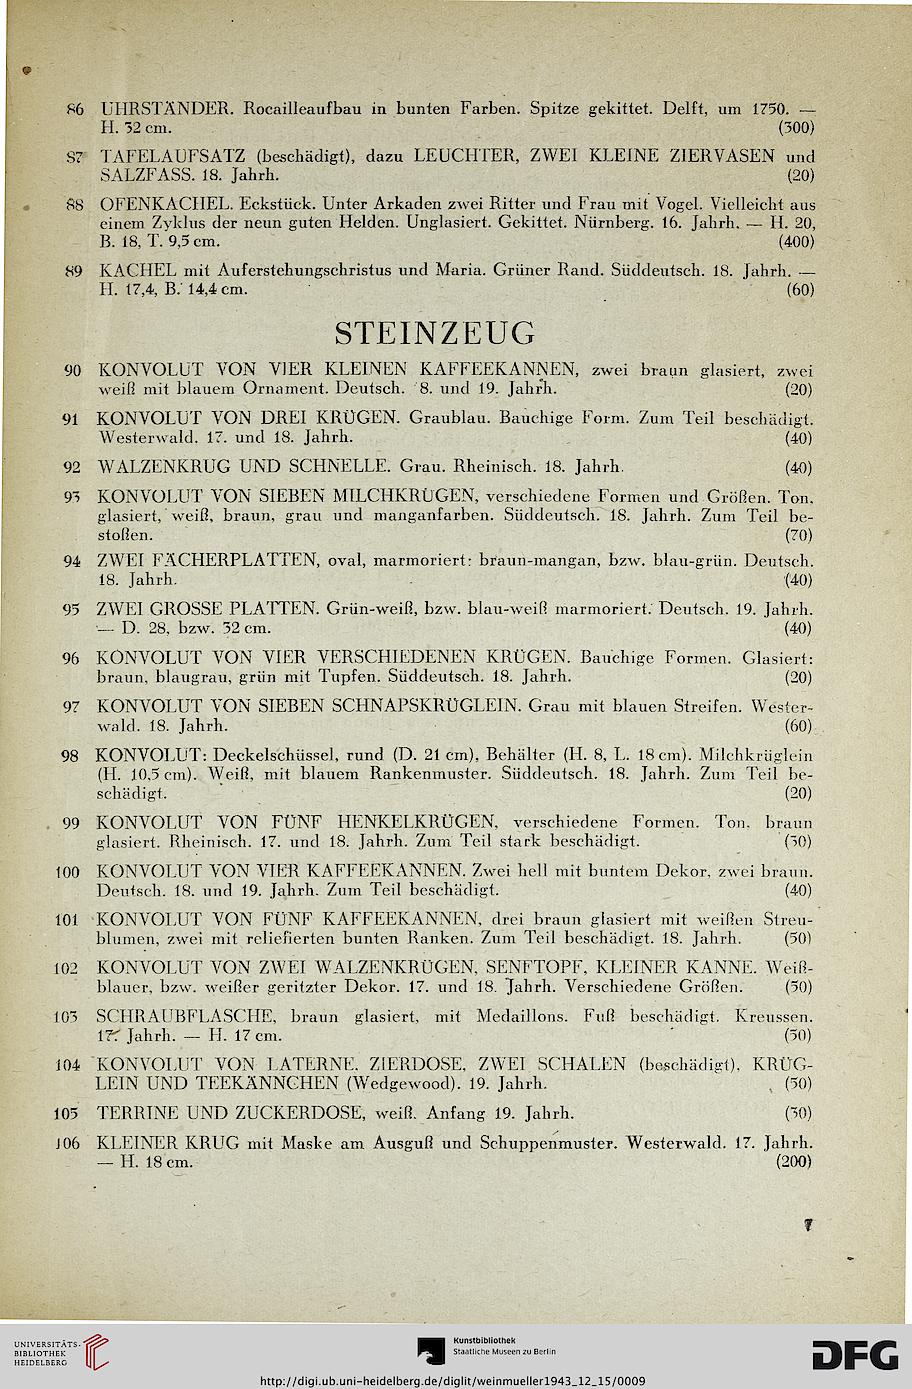 86 UHRSTÄNDER. Rocailleaufbau in bunten Farben. Spitze gekittet. Delft, um 1750. —
H. 32 cm. (300)
87 TAFELAUFSATZ (beschädigt), dazu LEUCHTER, ZWEI KLEINE ZIERVASEN und
SALZFASS. 18. Jahrh. (20)
88 OFENKACHEL. Eckstück. Unter Arkaden zwei Ritter und Frau mit Vogel. Vielleicht aus
einem Zyklus der neun guten Helden. Unglasiert. Gekittet. Nürnberg. 16. Jahrh. — H. 20,
B. 18, T. 9,5 cm. (400)
89 KACHEL mit Auferstehungschristus und Maria. Grüner Rand. Süddeutsch. 18. Jahrh. —
H. 17,4, B. 14,4 cm. (60)
STEINZEUG
90 KONVOLUT VON VIER KLEINEN KAFFEEKANNEN, zwei braun glasiert, zwei
weiß mit blauem Ornament. Deutsch. 8. und 19. Jahrh. (20)
91 KONVOLUT VON DREI KRÜGEN. Graublau. Bauchige Form. Zum Teil beschädigt.
Westerwald. 17. und 18. Jahrh. (40)
92 WALZENKRUG UND SCHNELLE. Grau. Rheinisch. 18. Jahrh. (40)
93 KONVOLUT VON SIEBEN MILCHKRÜGEN, verschiedene Formen und Größen. Ton,
glasiert, weiß, braun, grau und manganfarben. Süddeutsch. 18. Jahrh. Zum Teil be-
stoßen. (70)
94 ZWEI FÄCHERPLATTEN, oval, marmoriert: braun-mangan, bzw. blau-grün. Deutsch.
18. Jahrh. (40)
95 ZWEI GROSSE PLATTEN. Grün-weiß, bzw. blau-weiß marmoriert. Deutsch. 19. Jahrh.
— D. 28, bzw. 32 cm. (40)
96 KONVOLUT VON VIER VERSCHIEDENEN KRÜGEN. Bauchige Formen. Glasiert:
braun, blaugrau, grün mit Tupfen. Süddeutsch. 18. Jahrh. (20)
97 KONVOLUT VON SIEBEN SCHNAPSKRÜGLEIN. Grau mit blauen Streifen. Wester-
wald. 18. Jahrh. (60)
98 KONVOLUT: Deckelschüssel, rund (D. 21 cm), Behälter (H. 8, L. 18 cm). Milchkrüglein
(H. 10,5 cm). Weiß, mit blauem Rankenmuster. Süddeutsch. 18. Jahrh. Zum Teil be-
schädigt. (20)
99 KONVOLUT VON FÜNF HENKELKRÜGEN, verschiedene Formen. Ton, braun
glasiert. Rheinisch. 17. und 18. Jahrh. Zum Teil stark beschädigt. (30)
100 KONVOLUT VON VIER KAFFEEKANNEN. Zwei hell mit buntem Dekor, zwei braun.
Deutsch. 18. und 19. Jahrh. Zum Teil beschädigt. (40)
101 KONVOLUT VON FÜNF KAFFEEKANNEN, drei braun glasiert mit weißen Streu-
blumen, zwei mit reliefierten bunten Ranken. Zum Teil beschädigt. 18. Jahrh. (50)
102 KONVOLUT VON ZWEI WALZENKRÜGEN, SENFTOPF, KLEINER KANNE. Weiß-
blauer, bzw. weißer geritzter Dekor. 17. und 18. Jahrh. Verschiedene Größen. (50)
103 SCHRAUBFLASCHE, braun glasiert, mit Medaillons. Fuß beschädigt. Kreussen.
17. Jahrh. — H. 17 cm. (50)
104 KONVOLUT VON LATERNE, ZIERDOSE, ZWEI SCHALEN (beschädigt), KRÜG-
LEIN UND TEEKÄNNCHEN (Wedgewood). 19. Jahrh. (50)
105 TERRINE UND ZUCKERDOSE, weiß. Anfang 19. Jahrh. (30)
106 KLEINER KRUG mit Maske am Ausguß und Schuppenmuster. Westerwald. 17. Jahrh.
— H. 18 cm. (200)
7
UNIVERSITÄTS-
BIBLIOTHEK
HEIDELBERG
Kunstbibliothek
Staatliche Museen zu Berlin
DFG
http://digi.ub.uni-heidelberg.de/diglit/weinmueller1943_12_15/0009